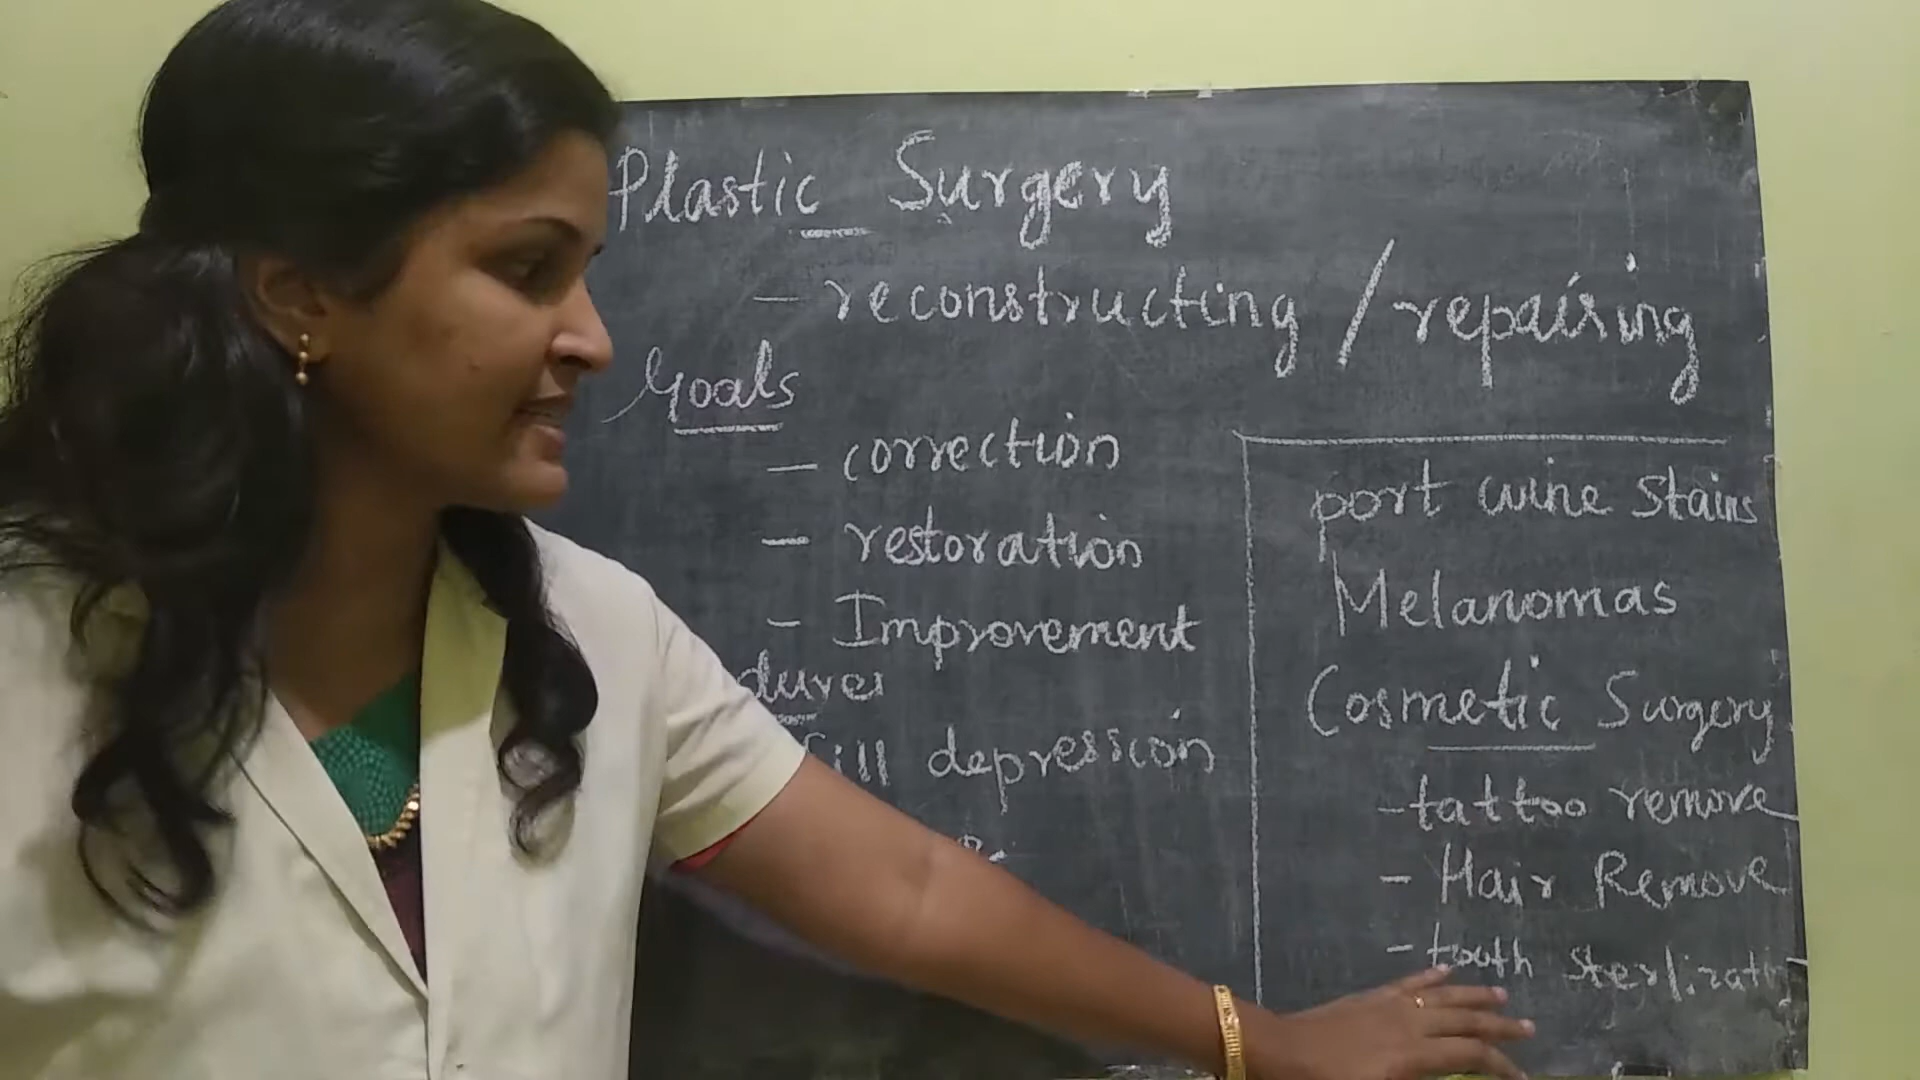 Plastic Surgery
- reconstructing / repairing
Goals
- correction
- restoration
- Improvement
fill depression
port wine stains
Melanomas
Cosmetic Surgery
- tattoo remove
- Hair Remove
- tooth